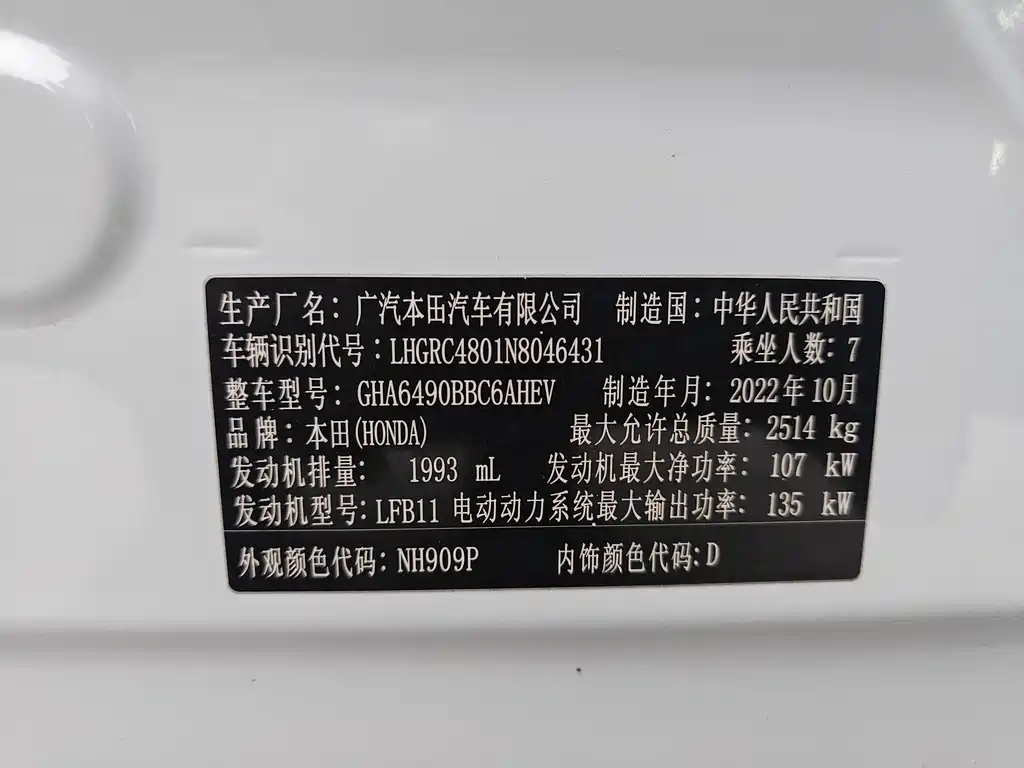 生产厂名：广汽本田汽车有限公司 制造国：中华人民共和国
车辆识别代号：LHGRC4801N8046431 乘坐人数：7
整车型号：GHA6490BBC6AHEV 制造年月：2022年10月
品牌：本田(HONDA) 最大允许总质量：2514 kg
发动机排量： 1993 mL 发动机最大净功率：107 kW
发动机型号：LFB11 电动动力系统最大输出功率：135 kW
外观颜色代码：NH909P 内饰颜色代码:D